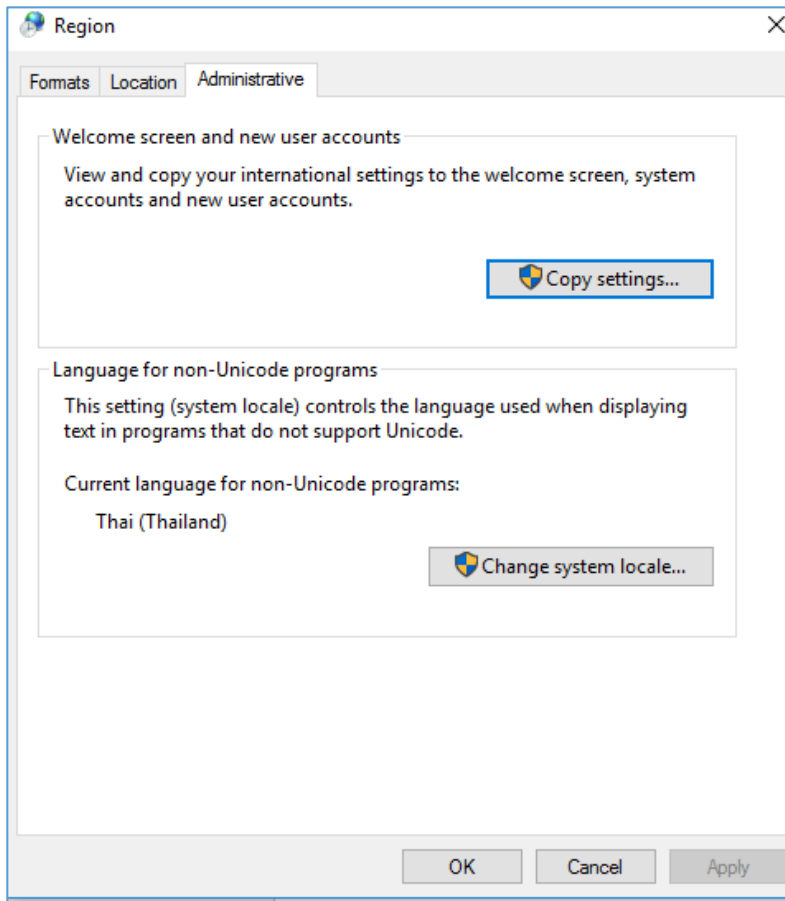 Region
Formats Location Administrative
Welcome screen and new user accounts
View and copy your international settings to the welcome screen, system
accounts and new user accounts.
Copy settings...
Language for non-Unicode programs
This setting (system locale) controls the language used when displaying
text in programs that do not support Unicode.
Current language for non-Unicode programs:
Thai (Thailand)
Change system locale...
OK Cancel Apply